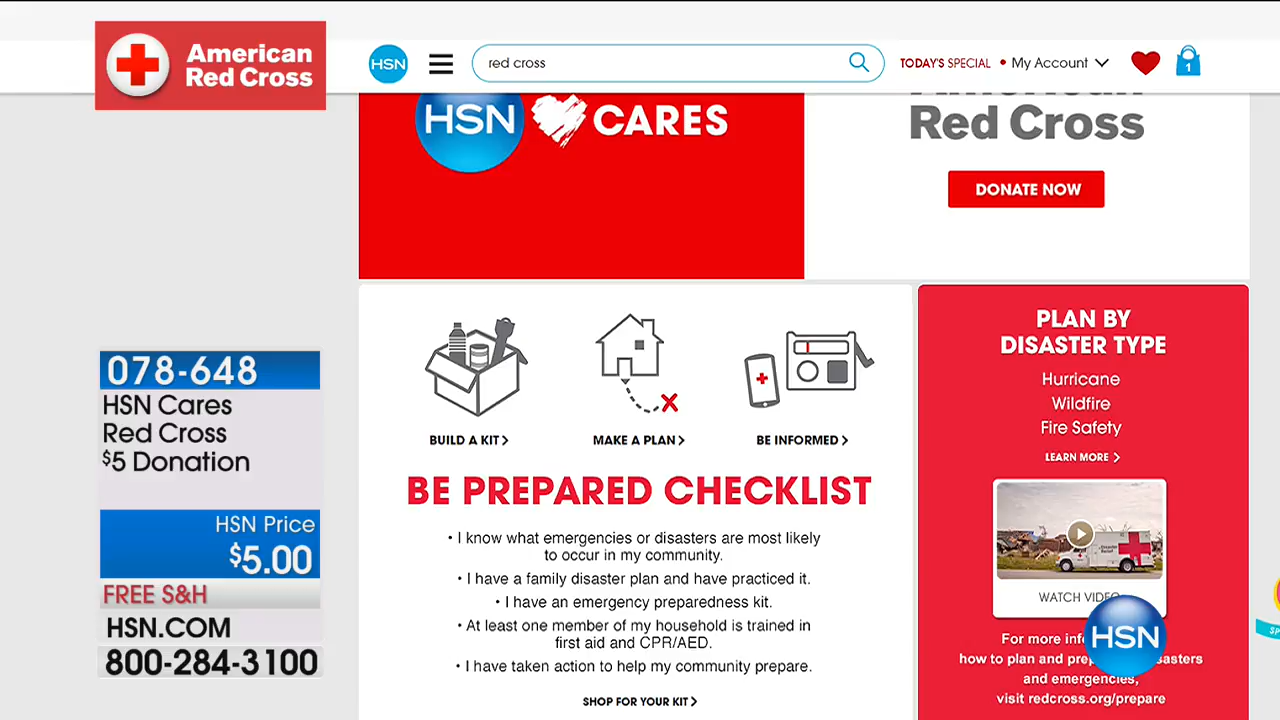 American
Red Cross
HSN
red cross
TODAY'S SPECIAL
• My Account
1
HSN CARES
American
Red Cross
DONATE NOW
078-648
HSN Cares
Red Cross
$5 Donation
HSN Price
$5.00
FREE S&H
HSN.COM
800-284-3100
BUILD A KIT >
MAKE A PLAN >
BE INFORMED >
BE PREPARED CHECKLIST
• I know what emergencies or disasters are most likely
to occur in my community.
• I have a family disaster plan and have practiced it.
• I have an emergency preparedness kit.
• At least one member of my household is trained in
first aid and CPR/AED.
• I have taken action to help my community prepare.
SHOP FOR YOUR KIT >
PLAN BY
DISASTER TYPE
Hurricane
Wildfire
Fire Safety
LEARN MORE >
Disaster
Relief
WATCH VIDEO
HSN
For more
how to plan and
and emergencies,
visit redcross.org/prepare